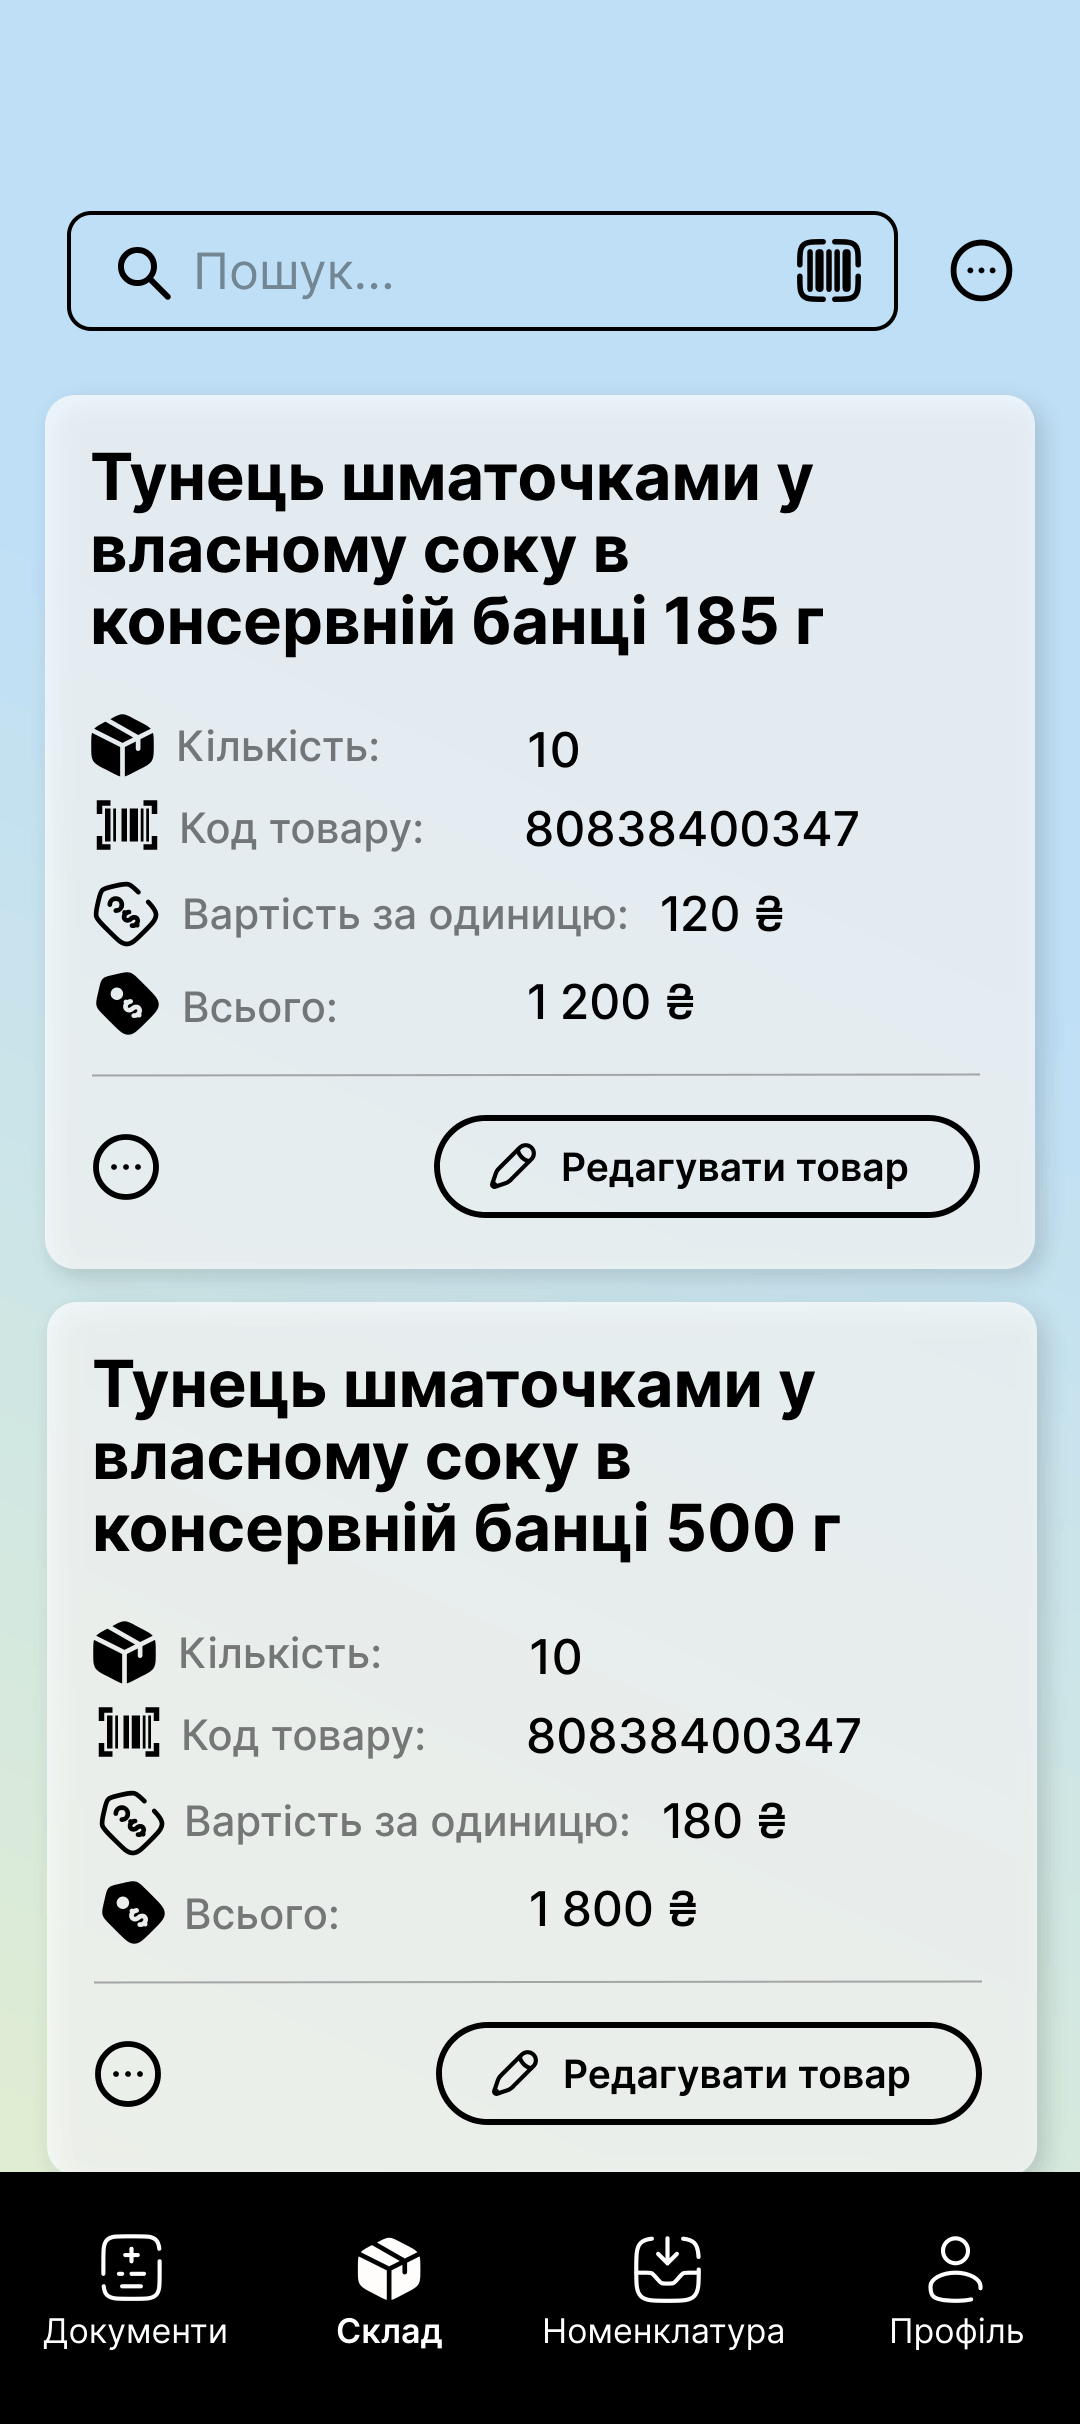 Пошук...
Тунець шматочками у
власному соку в
консервній банці 185 г
Кількість: 10
Код товару: 80838400347
Вартість за одиницю: 120 ₴
Всього: 1 200 ₴
Редагувати товар
Тунець шматочками у
власному соку в
консервній банці 500 г
Кількість: 10
Код товару: 80838400347
Вартість за одиницю: 180 ₴
Всього: 1 800 ₴
Редагувати товар
Документи Склад Номенклатура Профіль